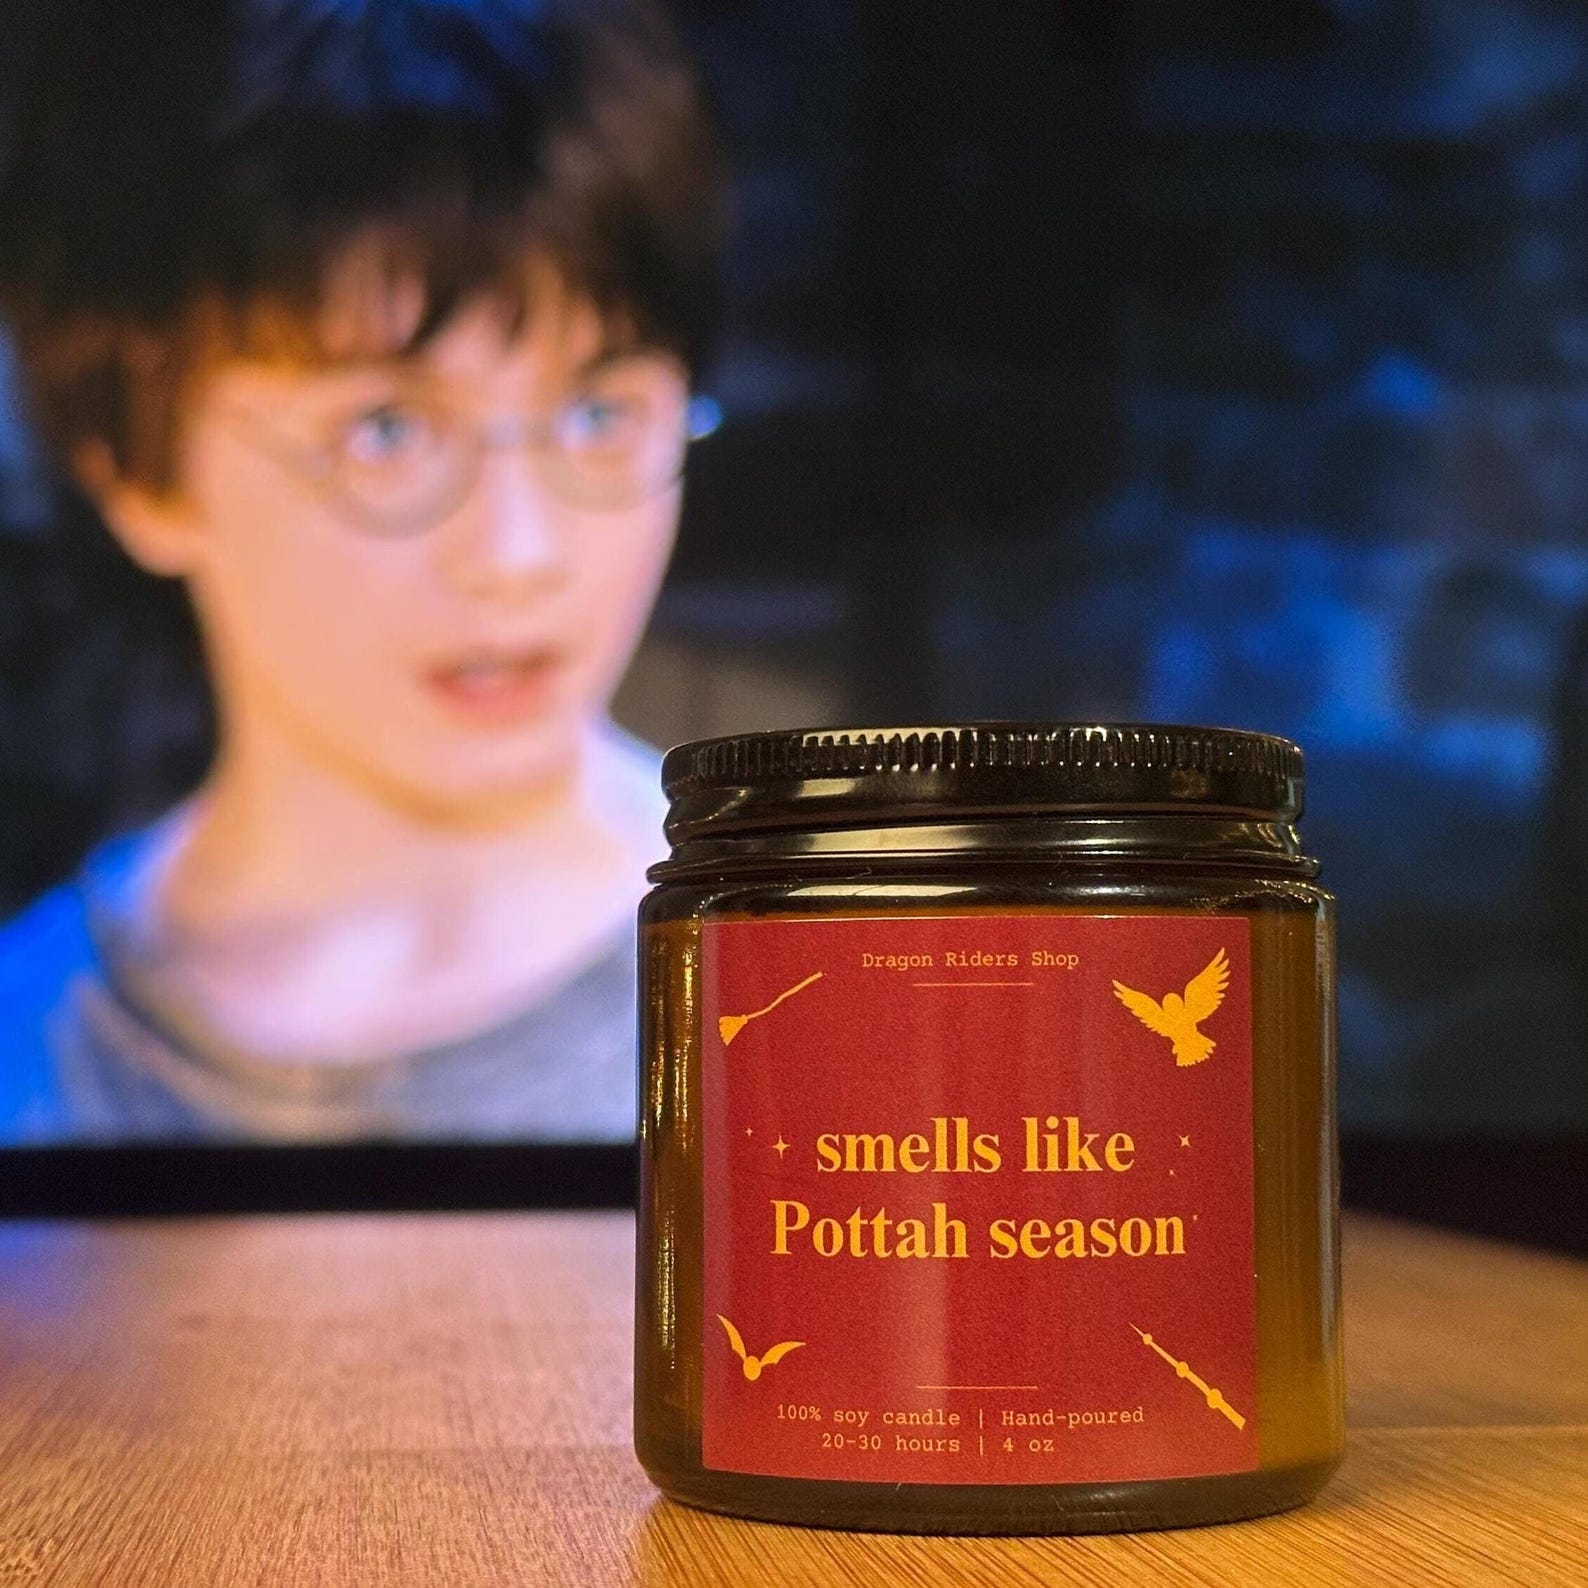 Dragon Riders Shop
smells like
Pottah season
100% soy candle | Hand-poured
20-30 hours | 4 oz